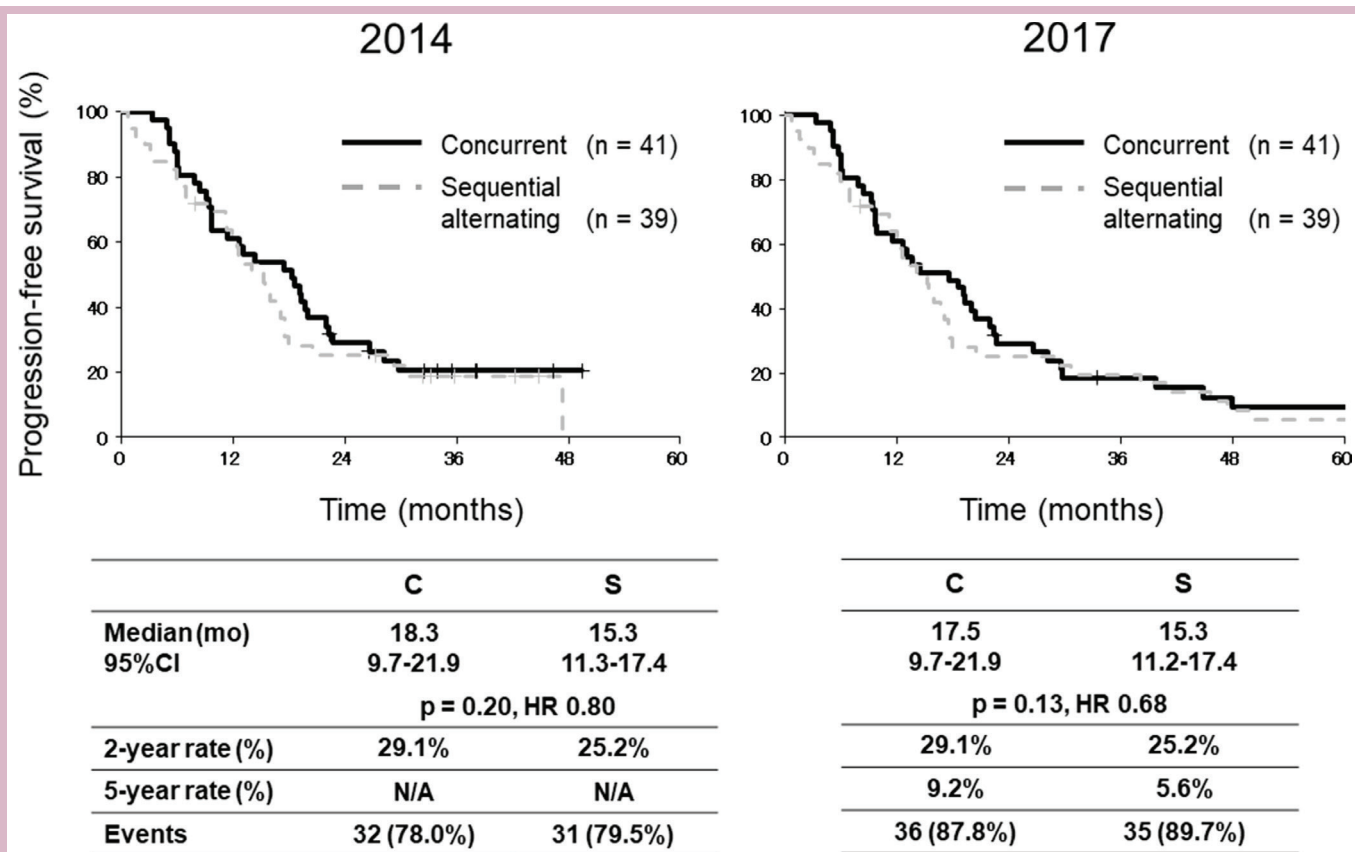 2014
2017
Progression-free survival (%)
100
80
60
40
20
0
0 12 24 36 48 60
Concurrent (n = 41)
Sequential
alternating (n = 39)
Time (months)
100
80
60
40
20
0
0 12 24 36 48 60
Concurrent (n = 41)
Sequential
alternating (n = 39)
Time (months)
C S
Median (mo) 18.3 15.3
95%CI 9.7-21.9 11.3-17.4
p = 0.20, HR 0.80
2-year rate (%) 29.1% 25.2%
5-year rate (%) N/A N/A
Events 32 (78.0%) 31 (79.5%)
C S
17.5 15.3
9.7-21.9 11.2-17.4
p = 0.13, HR 0.68
29.1% 25.2%
9.2% 5.6%
36 (87.8%) 35 (89.7%)